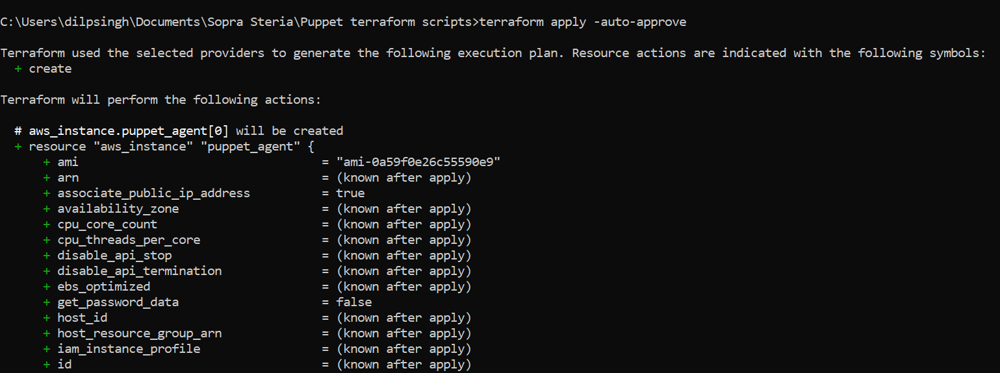 C:\Users\dilpsingh\Documents\Sopra Steria\Puppet terraform scripts>terraform apply -auto-approve
Terraform used the selected providers to generate the following execution plan. Resource actions are indicated with the following symbols:
+ create
Terraform will perform the following actions:
# aws_instance.puppet_agent[0] will be created
+ resource "aws_instance" "puppet_agent" {
+ ami = "ami-0a59f0e26c55590e9"
+ arn = (known after apply)
+ associate_public_ip_address = true
+ availability_zone = (known after apply)
+ cpu_core_count = (known after apply)
+ cpu_threads_per_core = (known after apply)
+ disable_api_stop = (known after apply)
+ disable_api_termination = (known after apply)
+ ebs_optimized = (known after apply)
+ get_password_data = false
+ host_id = (known after apply)
+ host_resource_group_arn = (known after apply)
+ iam_instance_profile = (known after apply)
+ id = (known after apply)